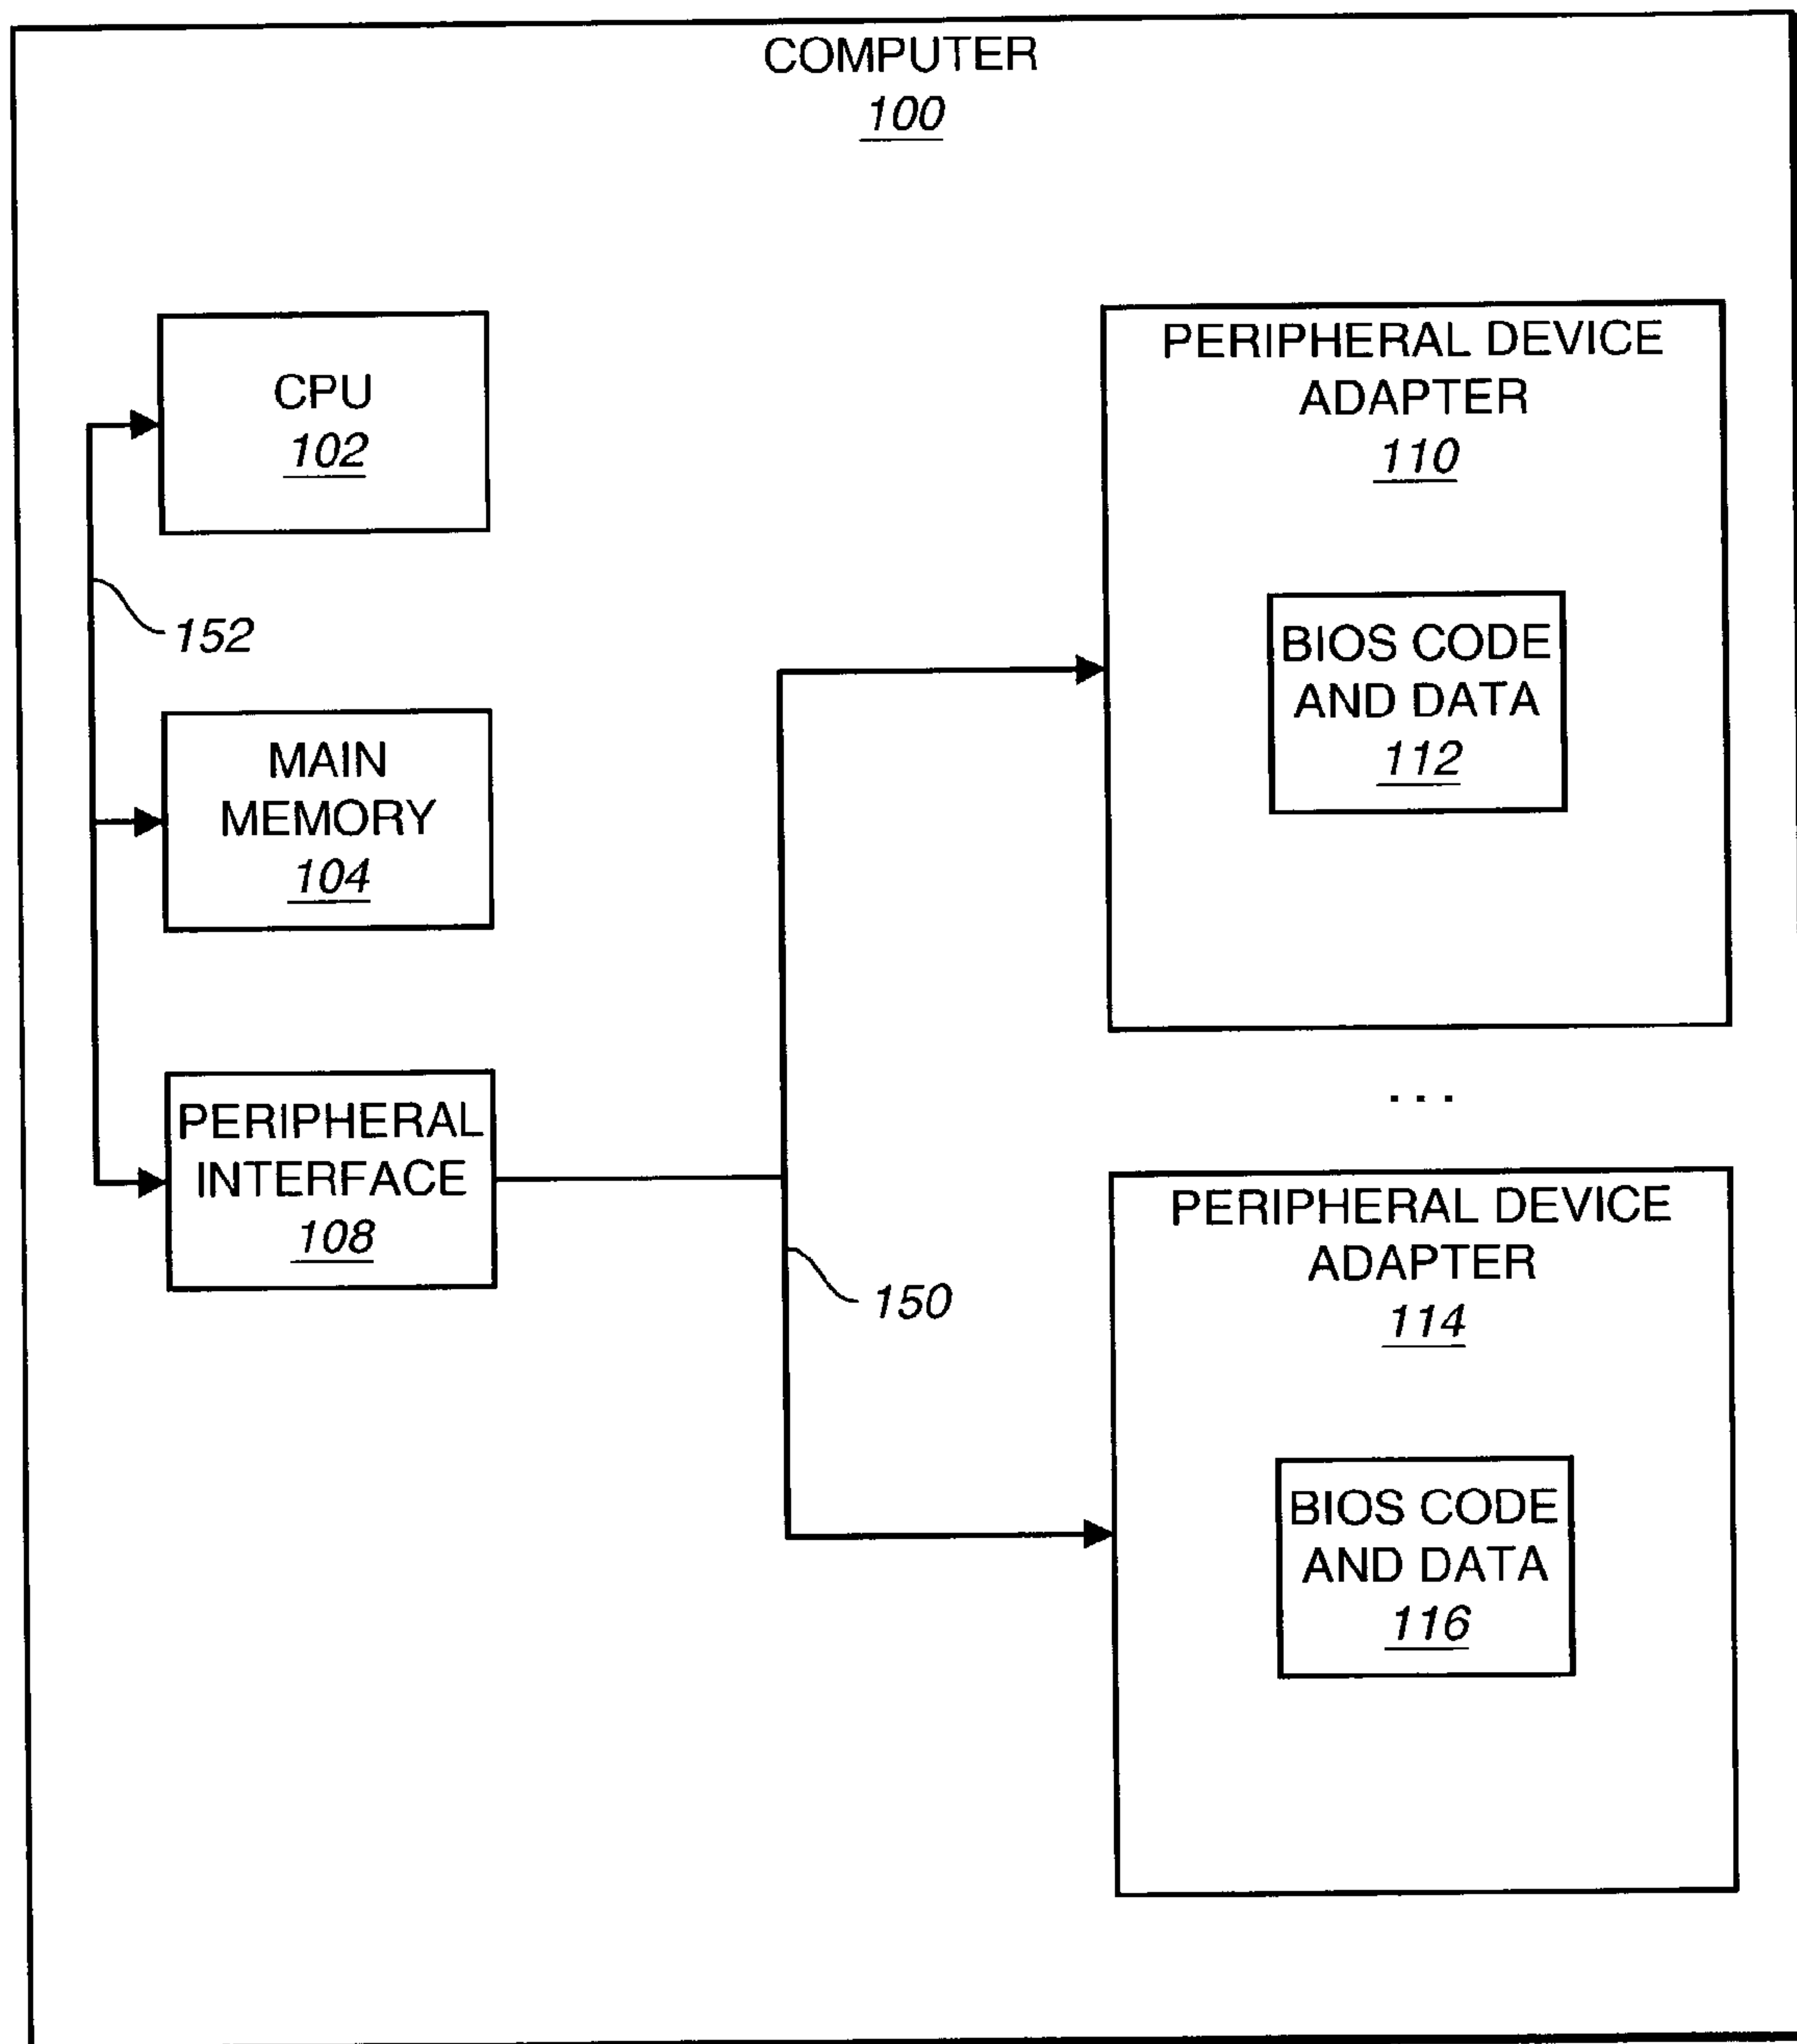 COMPUTER
100
CPU
102
152
MAIN
MEMORY
104
PERIPHERAL
INTERFACE
108
150
PERIPHERAL DEVICE
ADAPTER
110
BIOS CODE
AND DATA
112
...
PERIPHERAL DEVICE
ADAPTER
114
BIOS CODE
AND DATA
116